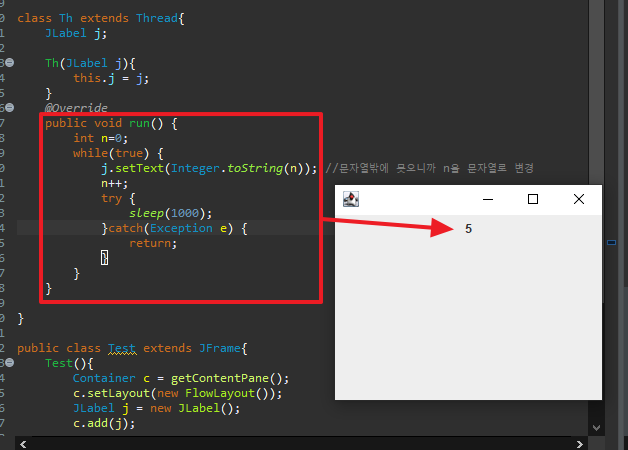 class Th extends Thread{
JLabel j;
Th(JLabel j){
this.j = j;
}
@Override
public void run() {
int n=0;
while(true) {
j.setText(Integer.toString(n)); //문자열밖에 못오니까 n을 문자열로 변경
n++;
try {
sleep(1000);
}catch(Exception e) {
return;
}
}
}
}
5
public class Test extends JFrame{
Test(){
Container c = getContentPane();
c.setLayout(new FlowLayout());
JLabel j = new JLabel();
c.add(j);